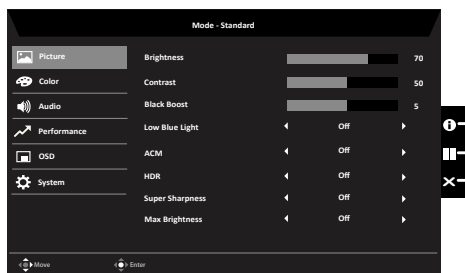 Mode - Standard
Picture
Color
Audio
Performance
OSD
System
Brightness 70
Contrast 50
Black Boost 5
Low Blue Light Off
ACM Off
HDR Off
Super Sharpness Off
Max Brightness Off
Move Enter